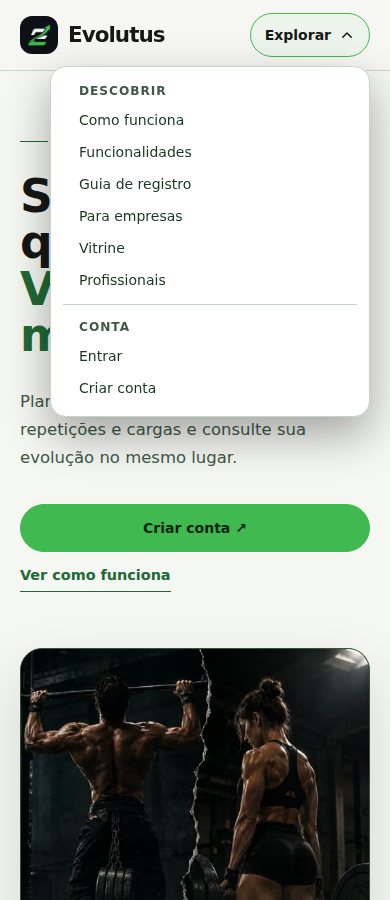 Evolutus
Explorar
DESCOBRIR
Como funciona
Funcionalidades
Guia de registro
Para empresas
Vitrine
Profissionais
CONTA
Entrar
Criar conta
repetições e cargas e consulte sua
evolução no mesmo lugar.
Criar conta ↗
Ver como funciona